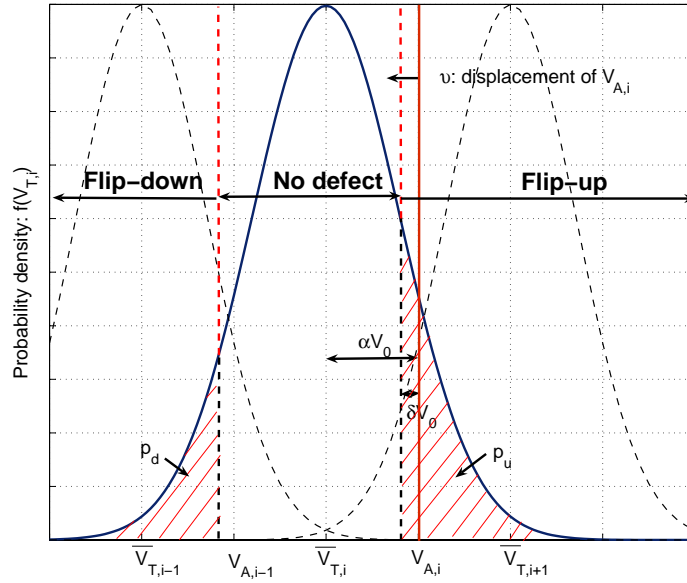 υ: displacement of V_{A,i}
Flip−down
No defect
Flip−up
Probability density: f(V_{T,i})
αV_0
δV_0
p_d
p_u
V̅_{T,i−1}
V_{A,i−1}
V̅_{T,i}
V_{A,i}
V̅_{T,i+1}